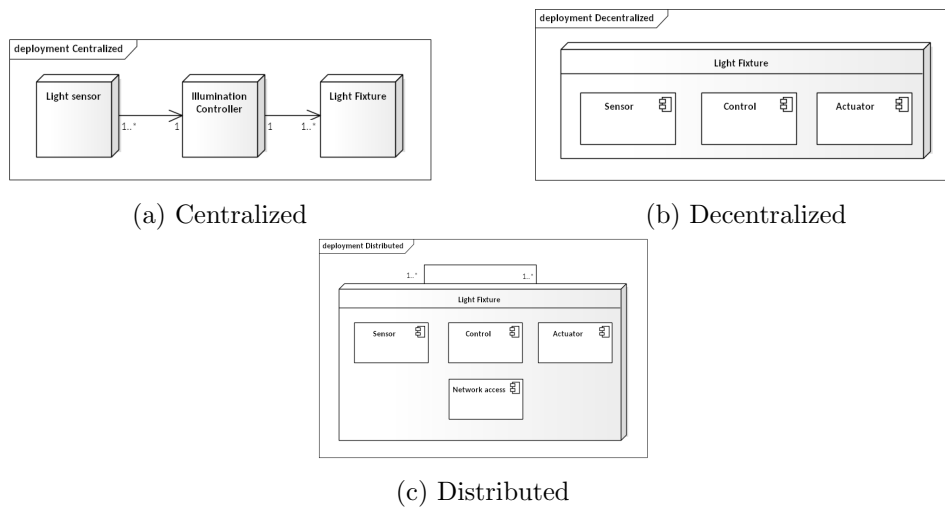 deployment Centralized
Light sensor
Illumination
Controller
Light Fixture
1..*
1
1
1..*
(a) Centralized
deployment Decentralized
Light Fixture
Sensor
Control
Actuator
(b) Decentralized
deployment Distributed
1..*
1..*
Light Fixture
Sensor
Control
Actuator
Network access
(c) Distributed